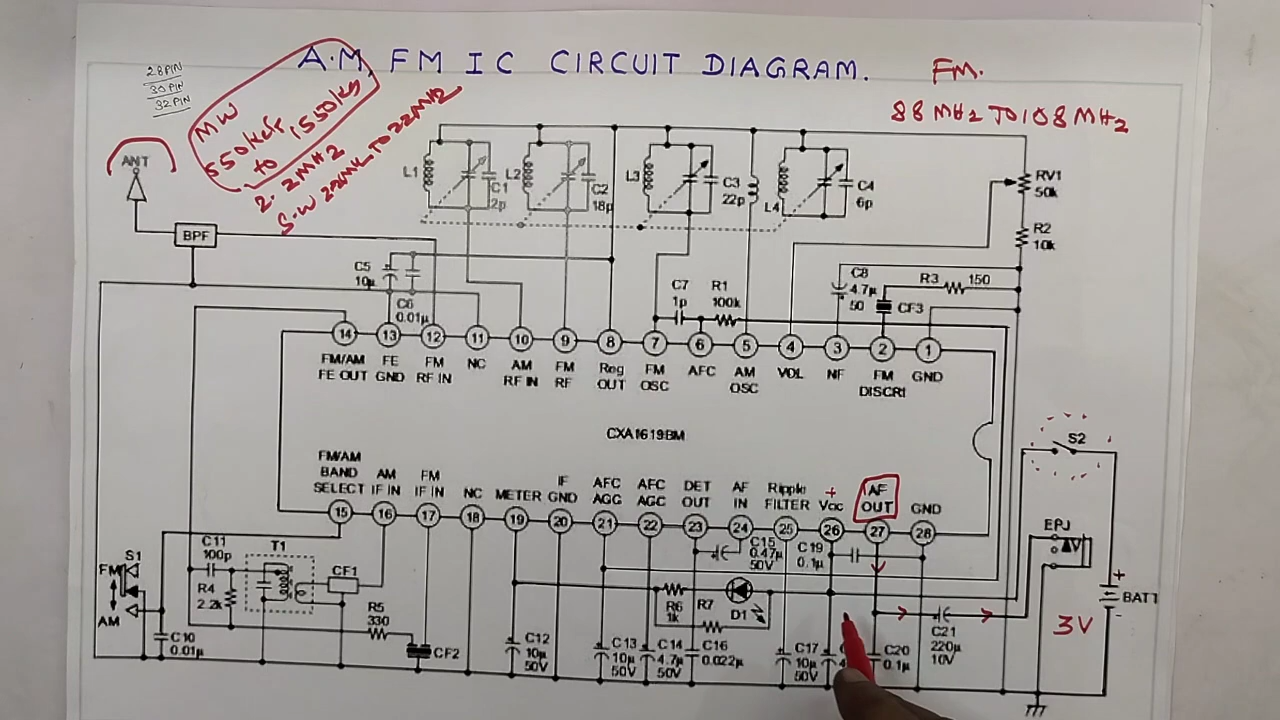 A.M FM IC CIRCUIT DIAGRAM.
FM.
88 MHz TO 108 MHz
28 PIN
30 PIN
32 PIN
MW
550 KHz
to 1550 KHz
2.2MHz
S.W 2.2MHz TO 22MHz
ANT
BPF
L1
C1
2p
L2
C2
18p
L3
C3
22p
L4
C4
6p
RV1
50k
R2
10k
C5
10µ
C6
0.01µ
C7
1p
R1
100k
C8
4.7µ
50
R3 150
CF3
14 13 12 11 10 9 8 7 6 5 4 3 2 1
FM/AM
FE OUT
FE
GND
FM
RF IN
NC
AM
RF IN
FM
RF
Reg
OUT
FM
OSC
AFC
AM
OSC
VOL
NF
FM
DISCRI
GND
CXA1619BM
FM/AM
BAND
SELECT
AM
IF IN
FM
IF IN
NC
METER
IF
GND
AFC
AGC
AFC
AGC
DET
OUT
AF
IN
Ripple
FILTER
+
Vcc
AF
OUT
GND
15 16 17 18 19 20 21 22 23 24 25 26 27 28
S2
EPJ
+
BATT
-
3V
S1
FM
AM
C11
100p
R4
2.2k
T1
CF1
R5
330
CF2
C10
0.01µ
C12
10µ
50V
C13
10µ
50V
C14
4.7µ
50V
R6
1k
R7
D1
C15
0.47µ
50V
C16
0.022µ
C19
0.1µ
C17
10µ
50V
C20
0.1µ
C21
220µ
10V